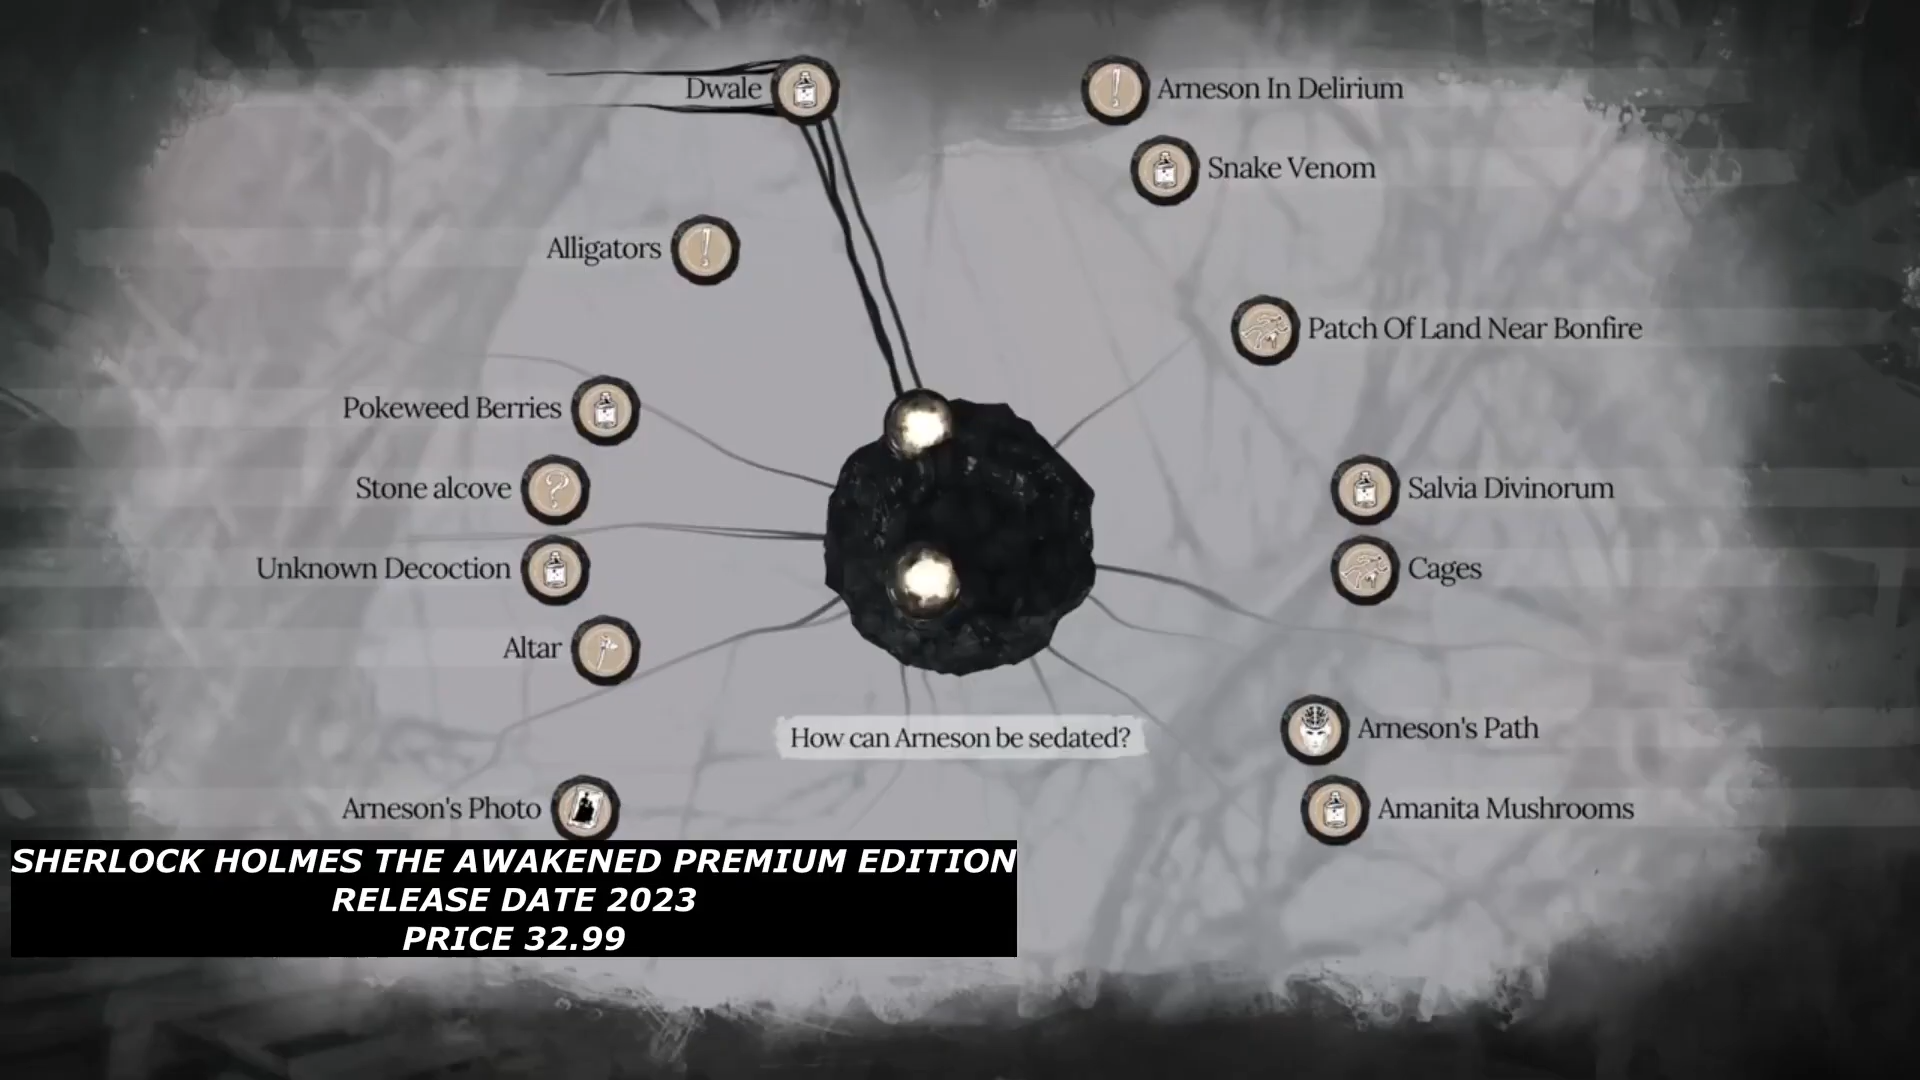 Dwale
Arneson In Delirium
Snake Venom
Alligators
Patch Of Land Near Bonfire
Pokeweed Berries
Stone alcove
Salvia Divinorum
Unknown Decoction
Cages
Altar
Arneson's Path
How can Arneson be sedated?
Arneson's Photo
Amanita Mushrooms
SHERLOCK HOLMES THE AWAKENED PREMIUM EDITION
RELEASE DATE 2023
PRICE 32.99